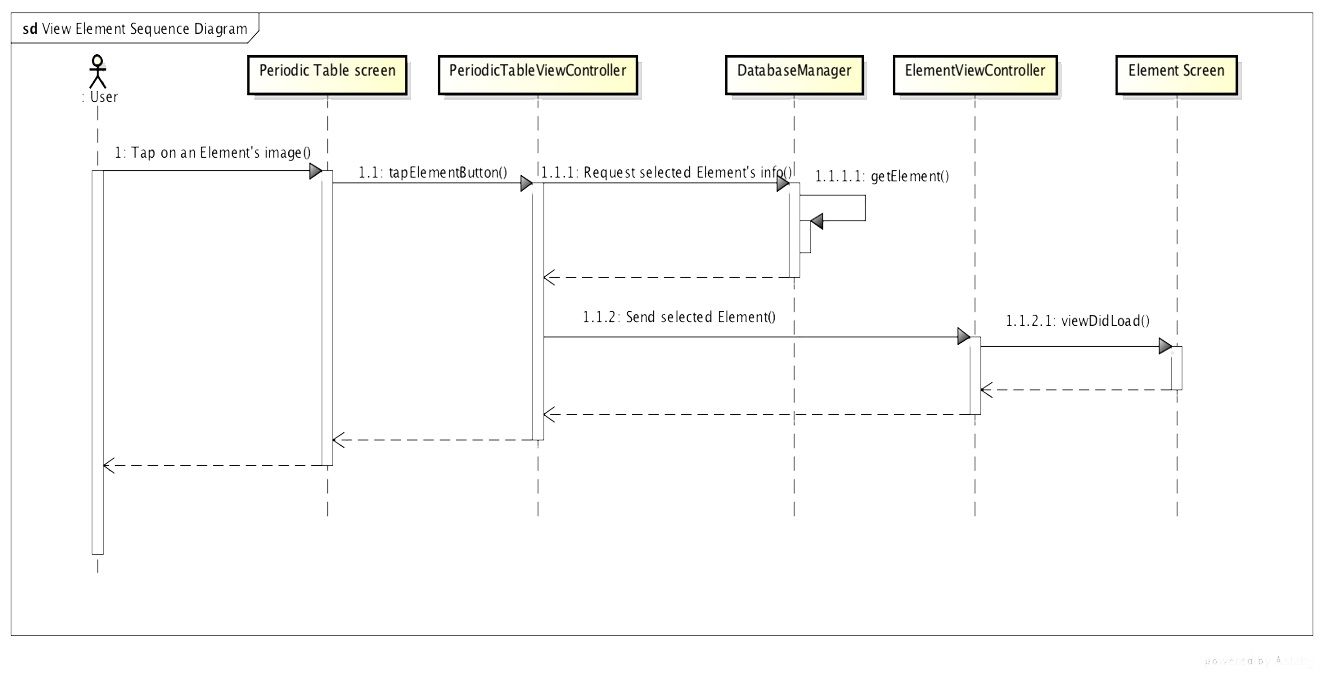 sd View Element Sequence Diagram
: User
Periodic Table screen
PeriodicTableViewController
DatabaseManager
ElementViewController
Element Screen
1: Tap on an Element's image()
1.1: tapElementButton()
1.1.1: Request selected Element's info()
1.1.1.1: getElement()
1.1.2: Send selected Element()
1.1.2.1: viewDidLoad()
powered by